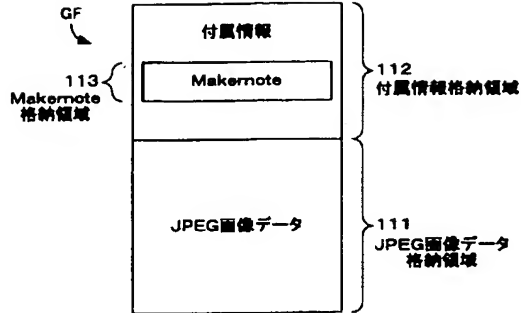 GF
付属情報
113
Makernote
格納領域
Makernote
112
付属情報格納領域
JPEG画像データ
111
JPEG画像データ
格納領域